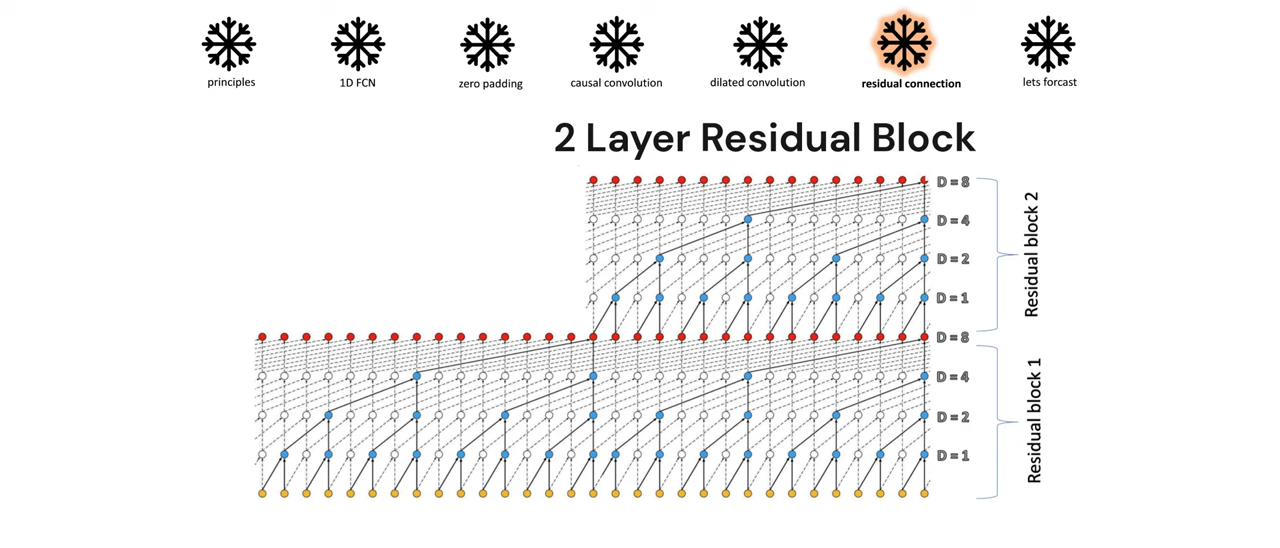 principles
1D FCN
zero padding
causal convolution
dilated convolution
residual connection
lets forcast
2 Layer Residual Block
D = 8
D = 4
D = 2
D = 1
Residual block 2
D = 8
D = 4
D = 2
D = 1
Residual block 1